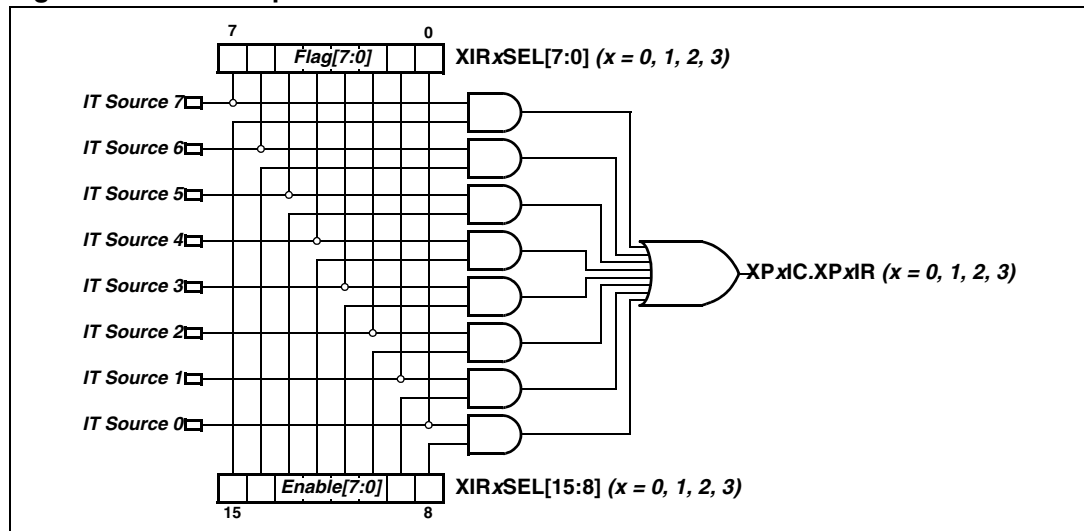 7 0
Flag[7:0] XIRxSEL[7:0] (x = 0, 1, 2, 3)
IT Source 7
IT Source 6
IT Source 5
IT Source 4
IT Source 3
XPxIC.XPxIR (x = 0, 1, 2, 3)
IT Source 2
IT Source 1
IT Source 0
Enable[7:0] XIRxSEL[15:8] (x = 0, 1, 2, 3)
15 8